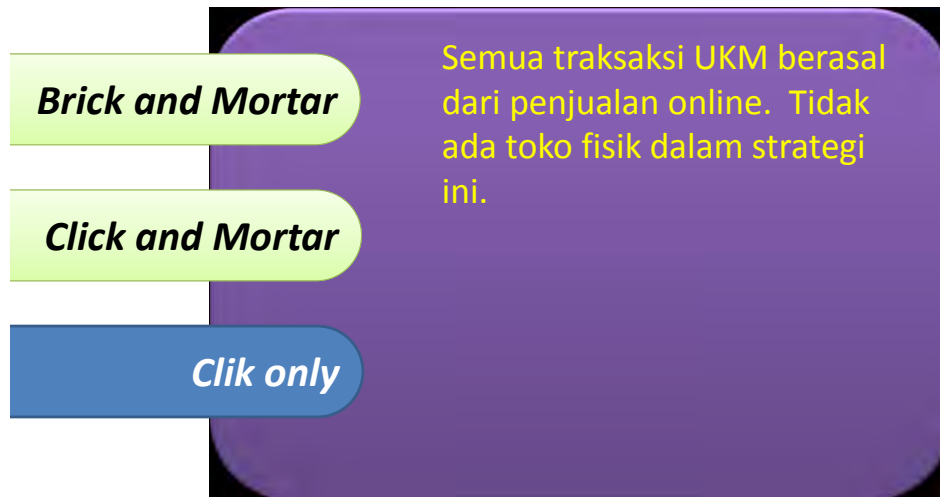 Brick and Mortar
Click and Mortar
Clik only
Semua traksaksi UKM berasal
dari penjualan online.  Tidak
ada toko fisik dalam strategi
ini.